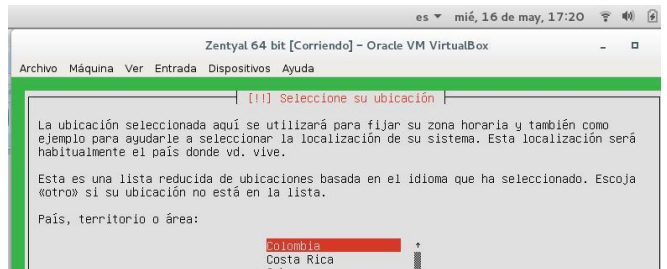 es mié, 16 de may, 17:20
Zentyal 64 bit [Corriendo] - Oracle VM VirtualBox
Archivo Máquina Ver Entrada Dispositivos Ayuda
[!!] Seleccione su ubicación
La ubicación seleccionada aquí se utilizará para fijar su zona horaria y también como
ejemplo para ayudarle a seleccionar la localización de su sistema. Esta localización será
habitualmente el país donde vd. vive.
Esta es una lista reducida de ubicaciones basada en el idioma que ha seleccionado. Escoja
«otro» si su ubicación no está en la lista.
País, territorio o área:
Colombia
Costa Rica